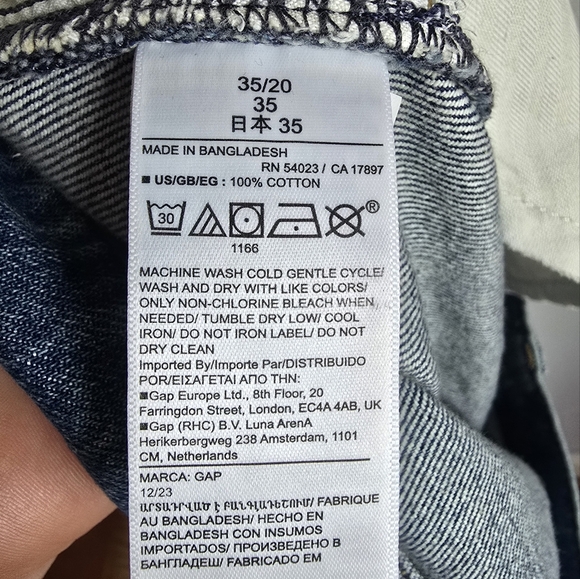 35/20
35
日本 35
MADE IN BANGLADESH
RN 54023 / CA 17897
■ US/GB/EG : 100% COTTON
30
®
1166
MACHINE WASH COLD GENTLE CYCLE/
WASH AND DRY WITH LIKE COLORS/
ONLY NON-CHLORINE BLEACH WHEN
NEEDED/ TUMBLE DRY LOW/ COOL
IRON/ DO NOT IRON LABEL/ DO NOT
DRY CLEAN
Imported By/Importe Par/DISTRIBUIDO
POR/ΕΙΣΑΓΕΤΑΙ ΑΠΟ ΤΗΝ:
■Gap Europe Ltd., 8th Floor, 20
Farringdon Street, London, EC4A 4AB, UK
■Gap (RHC) B.V. Luna ArenA
Herikerbergweg 238 Amsterdam, 1101
CM, Netherlands
MARCA: GAP
12/23
ԱՐՏԱԴՐՎԱԾ Է ԲԱՆԳԼԱԴԵՇՈՒՄ/ FABRIQUE
AU BANGLADESH/ HECHO EN
BANGLADESH CON INSUMOS
IMPORTADOS/ ПРОИЗВЕДЕНО В
БАНГЛАДЕШ/ FABRICADO EM